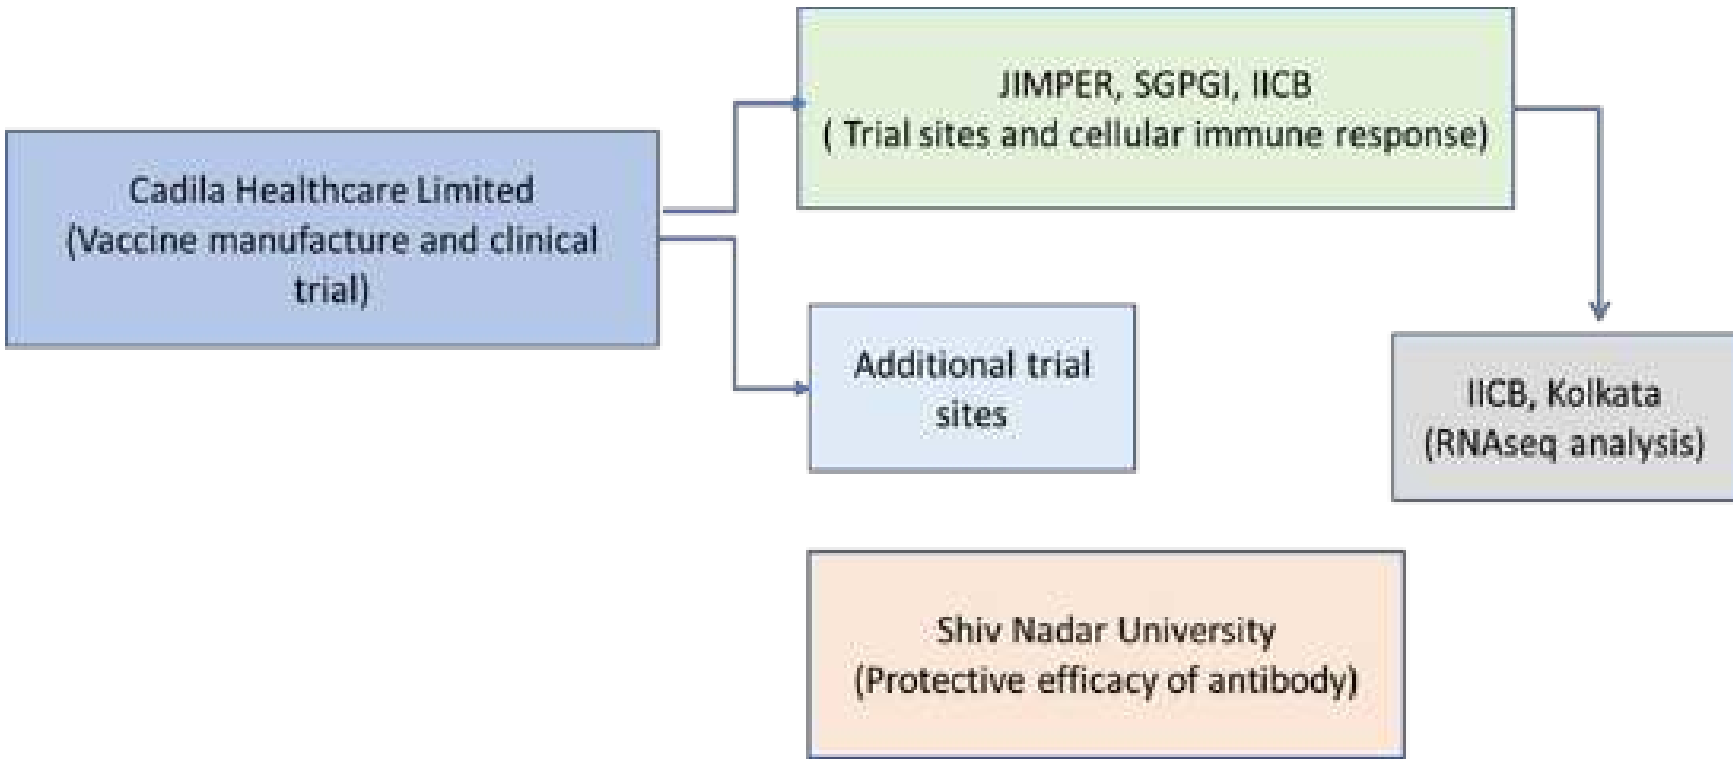 JIMPER, SGPGI, IICB
( Trial sites and cellular immune response)
Cadila Healthcare Limited
(Vaccine manufacture and clinical
trial)
Additional trial
sites
IICB, Kolkata
(RNAseq analysis)
Shiv Nadar University
(Protective efficacy of antibody)